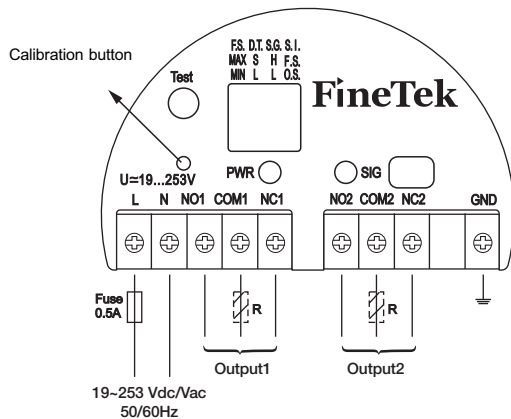 Calibration button
Test
F.S. D.T. S.G. S.I.
MAX S H F.S.
MIN L L O.S.
FineTek
U≂19...253V
PWR
SIG
L N NO1 COM1 NC1
NO2 COM2 NC2 GND
Fuse
0.5A
R
R
Output1
Output2
19~253 Vdc/Vac
50/60Hz